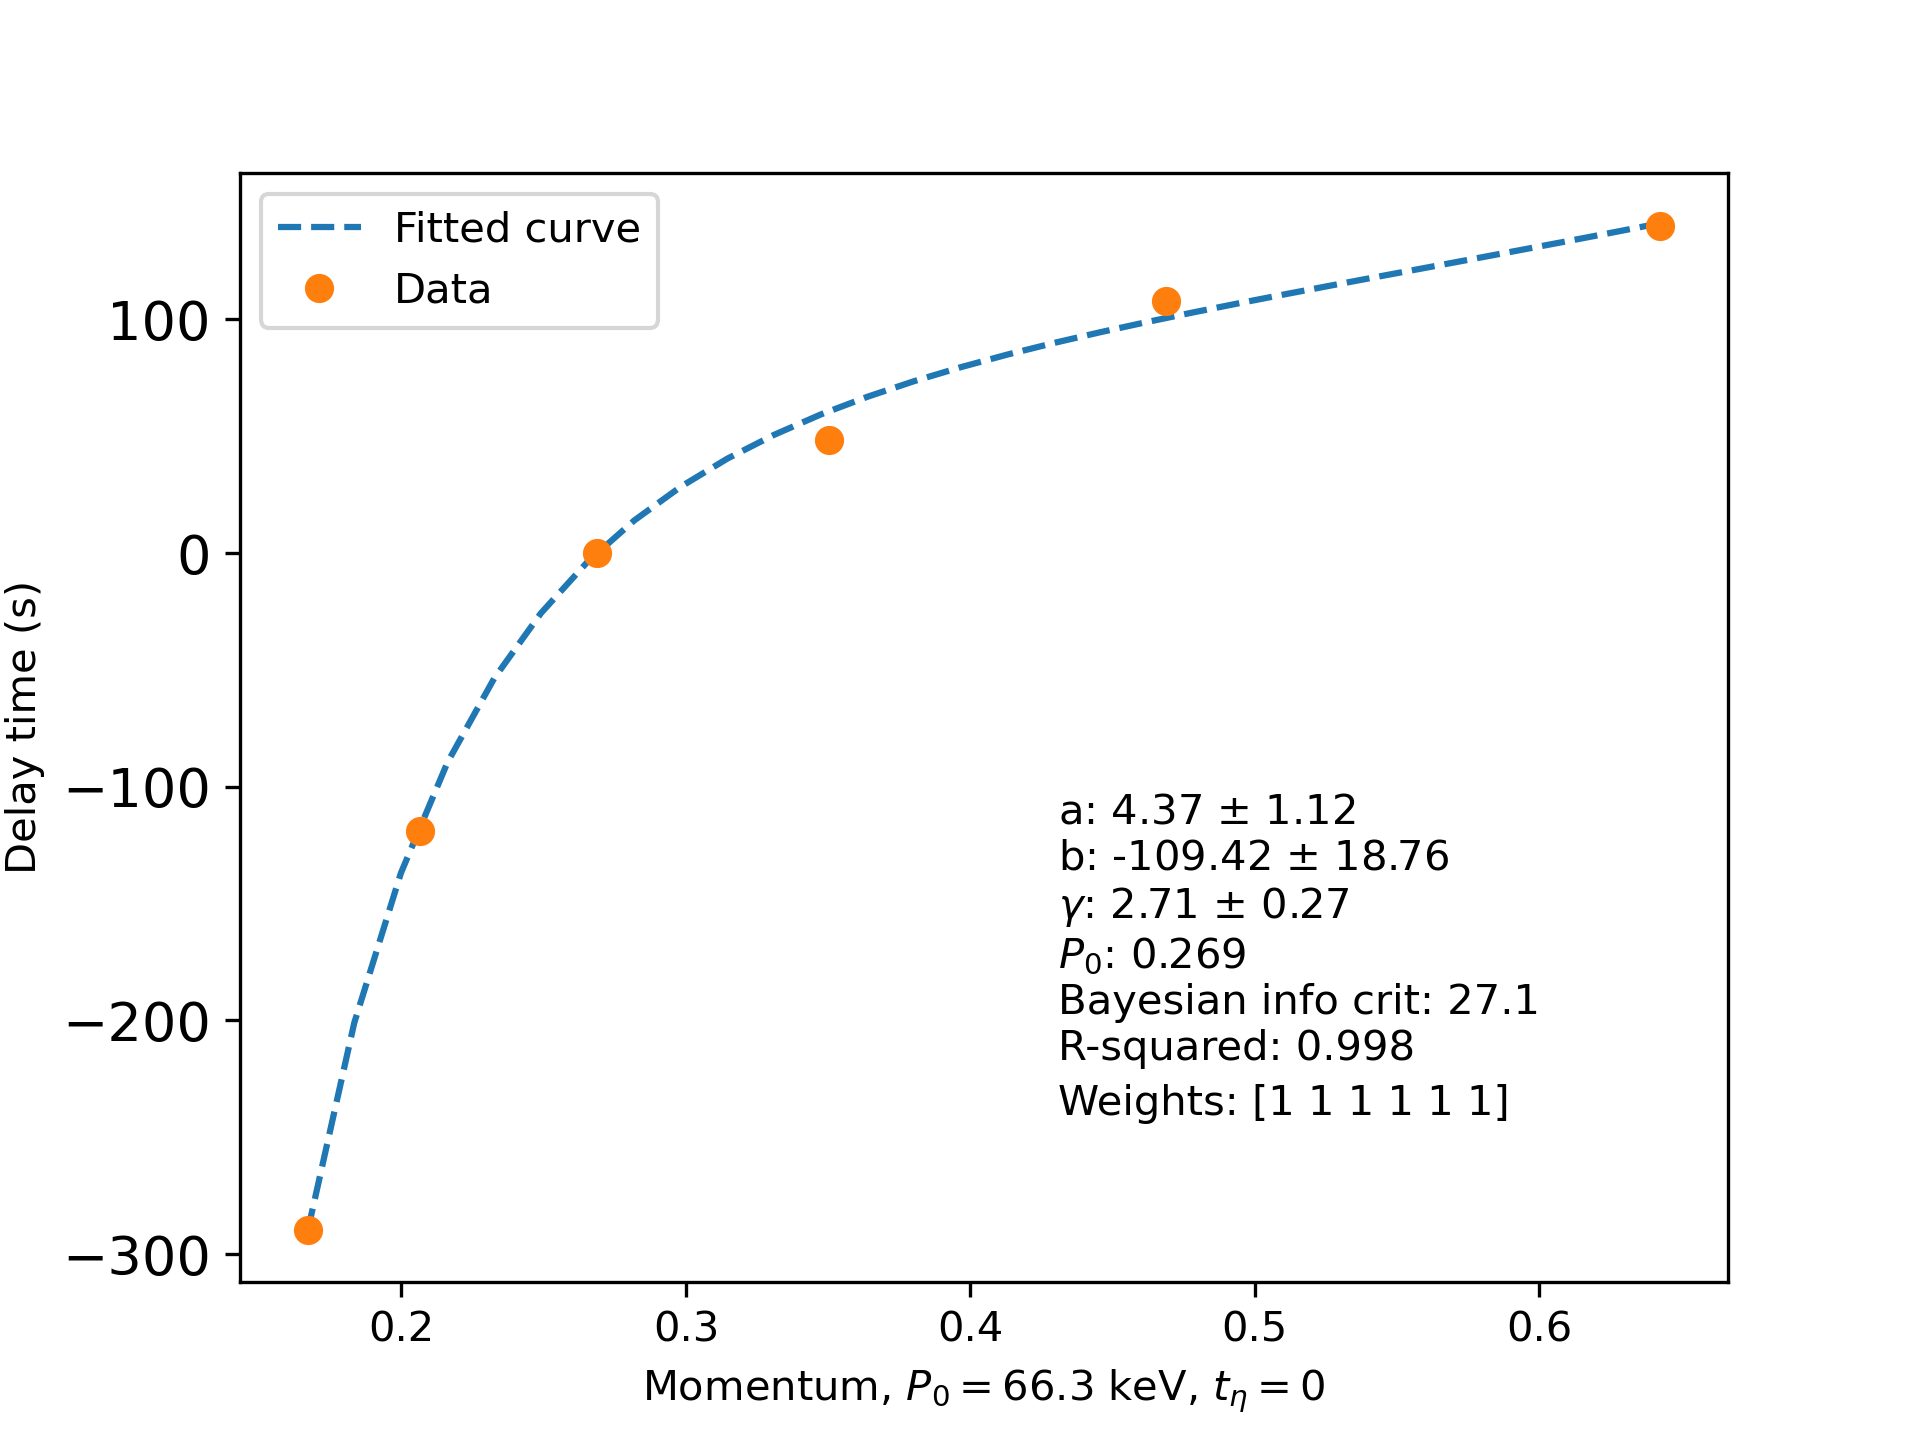 Fitted curve
Data
100
0
−100
−200
−300
Delay time (s)
a: 4.37 ± 1.12
b: -109.42 ± 18.76
γ: 2.71 ± 0.27
P₀: 0.269
Bayesian info crit: 27.1
R-squared: 0.998
Weights: [1 1 1 1 1 1]
0.2 0.3 0.4 0.5 0.6
Momentum, P₀ = 66.3 keV, tη = 0